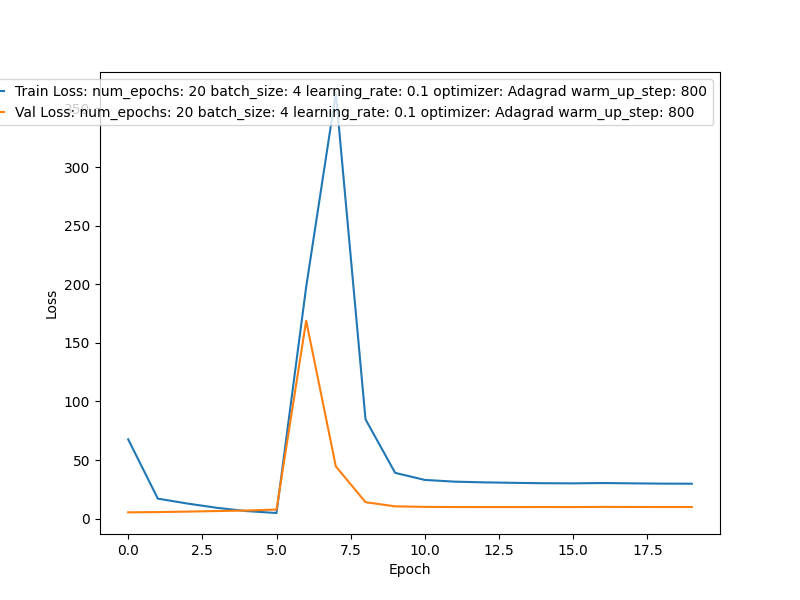 Train Loss: num_epochs: 20 batch_size: 4 learning_rate: 0.1 optimizer: Adagrad warm_up_step: 800
Val Loss: num_epochs: 20 batch_size: 4 learning_rate: 0.1 optimizer: Adagrad warm_up_step: 800
350
300
250
200
150
100
50
0
Loss
0.0 2.5 5.0 7.5 10.0 12.5 15.0 17.5
Epoch